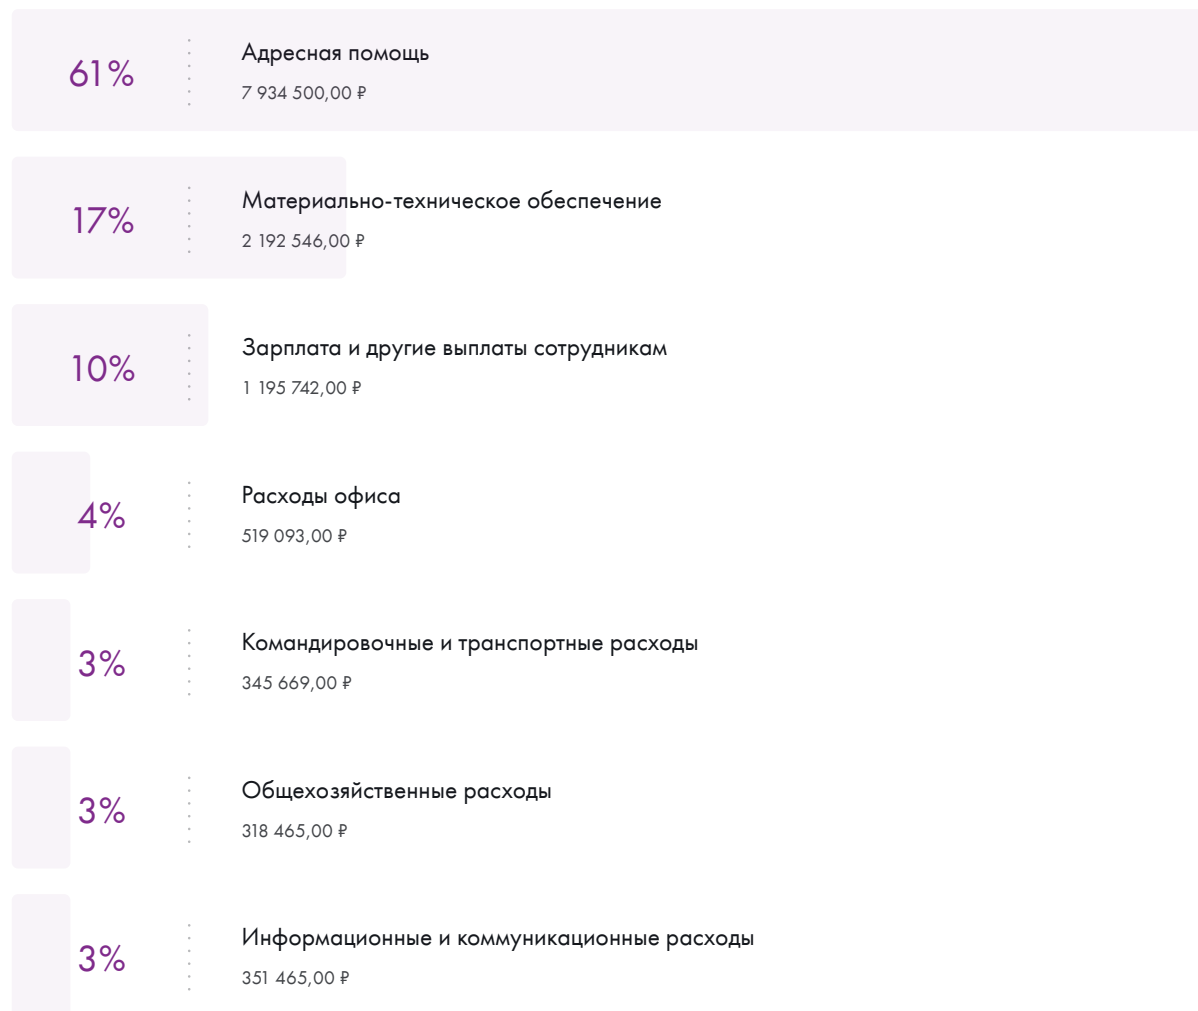 61%
Адресная помощь
7 934 500,00 ₽
17%
Материально-техническое обеспечение
2 192 546,00 ₽
10%
Зарплата и другие выплаты сотрудникам
1 195 742,00 ₽
4%
Расходы офиса
519 093,00 ₽
3%
Командировочные и транспортные расходы
345 669,00 ₽
3%
Общехозяйственные расходы
318 465,00 ₽
3%
Информационные и коммуникационные расходы
351 465,00 ₽